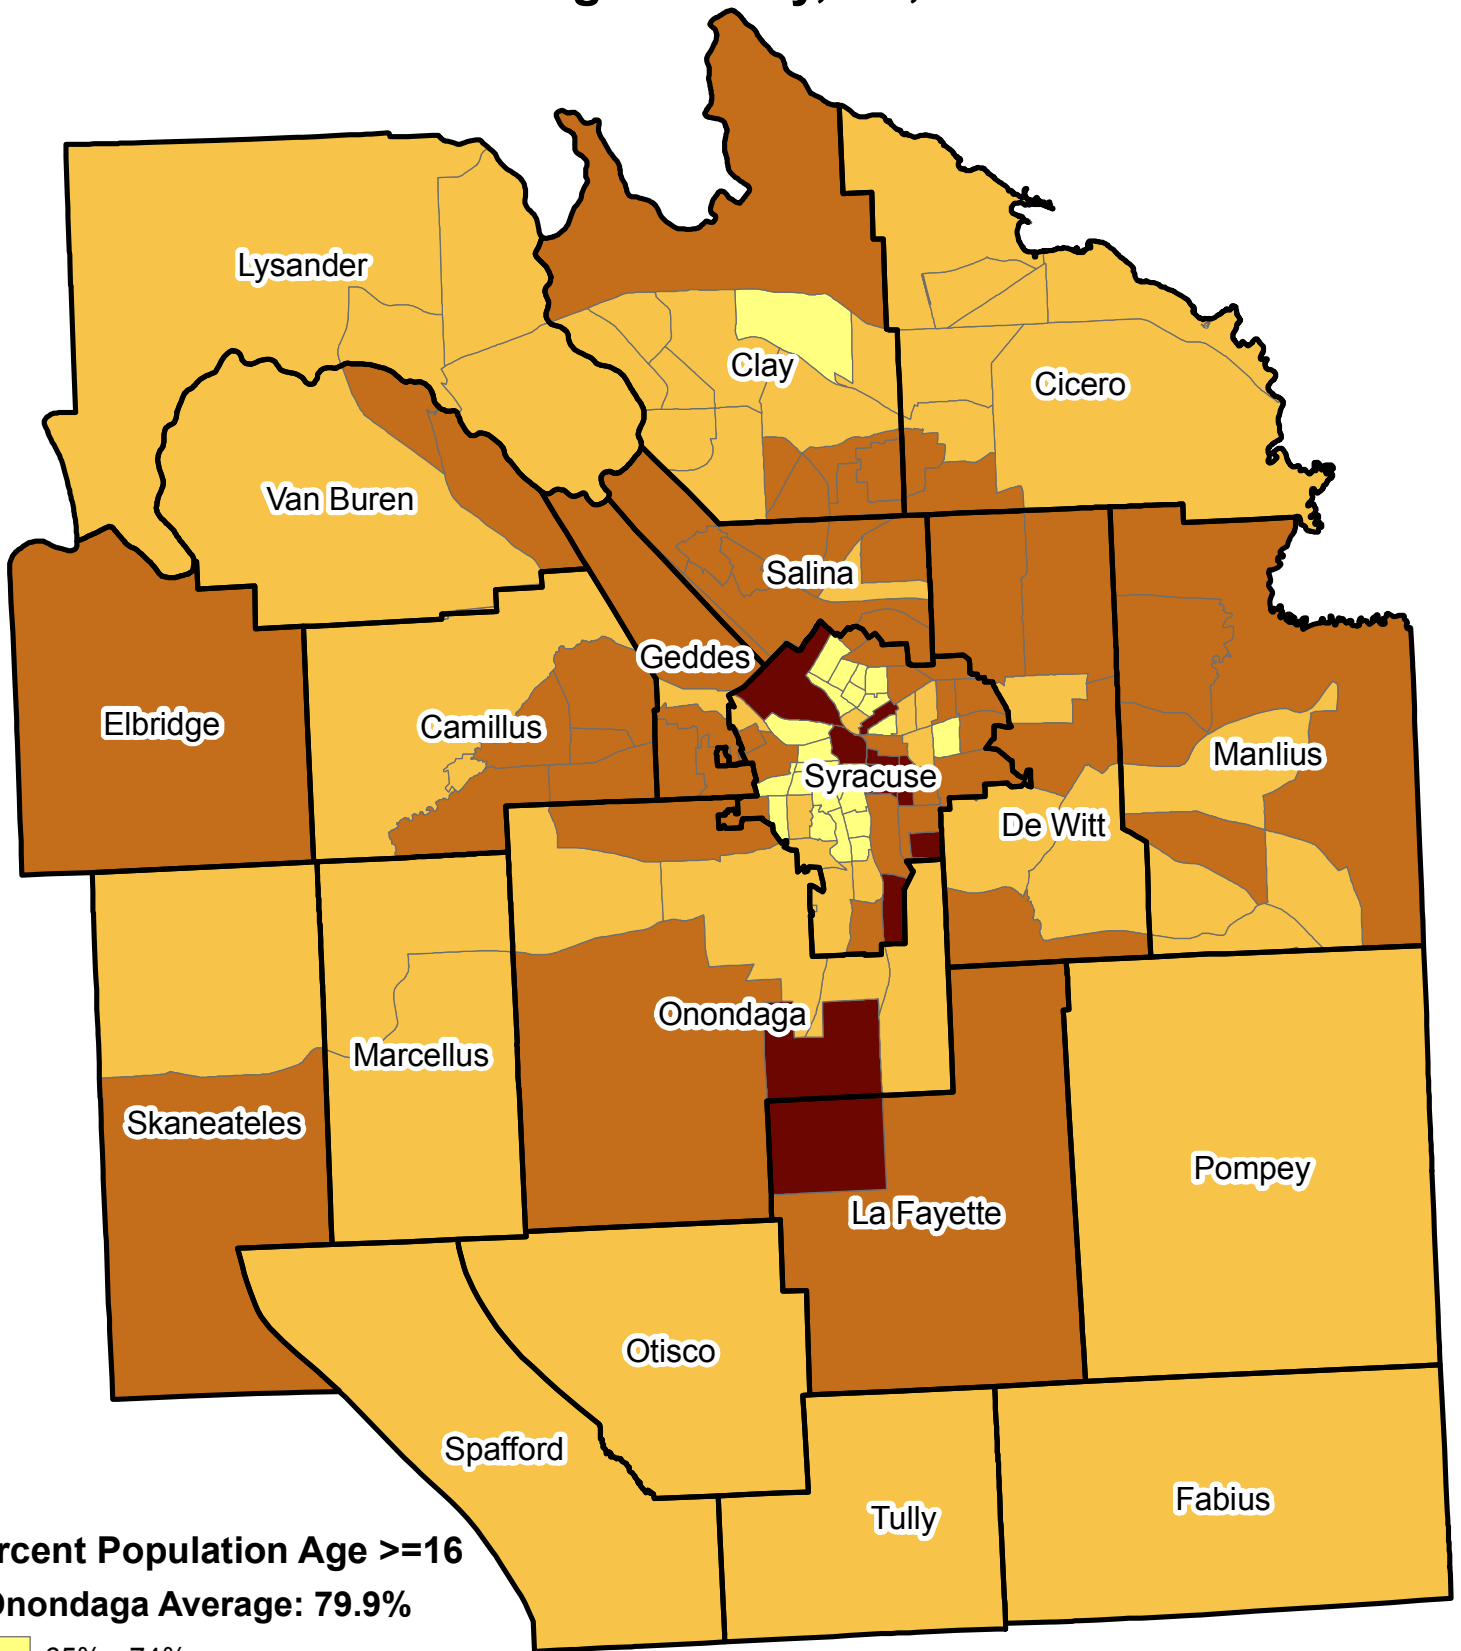 Lysander
Clay
Cicero
Van Buren
Salina
Geddes
Elbridge
Camillus
Manlius
Syracuse
De Witt
Onondaga
Marcellus
Skaneateles
Pompey
La Fayette
Otisco
Spafford
Fabius
Tully
rcent Population Age >=16
Onondaga Average: 79.9%